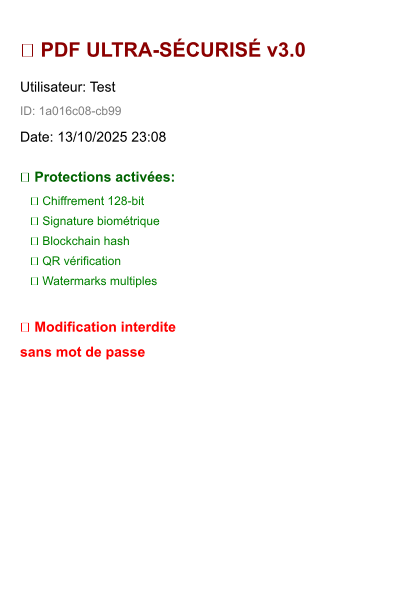 PDF ULTRA-SÉCURISÉ v3.0
Utilisateur: Test
ID: 1a016c08-cb99
Date: 13/10/2025 23:08
Protections activées:
Chiffrement 128-bit
Signature biométrique
Blockchain hash
QR vérification
Watermarks multiples
Modification interdite
sans mot de passe